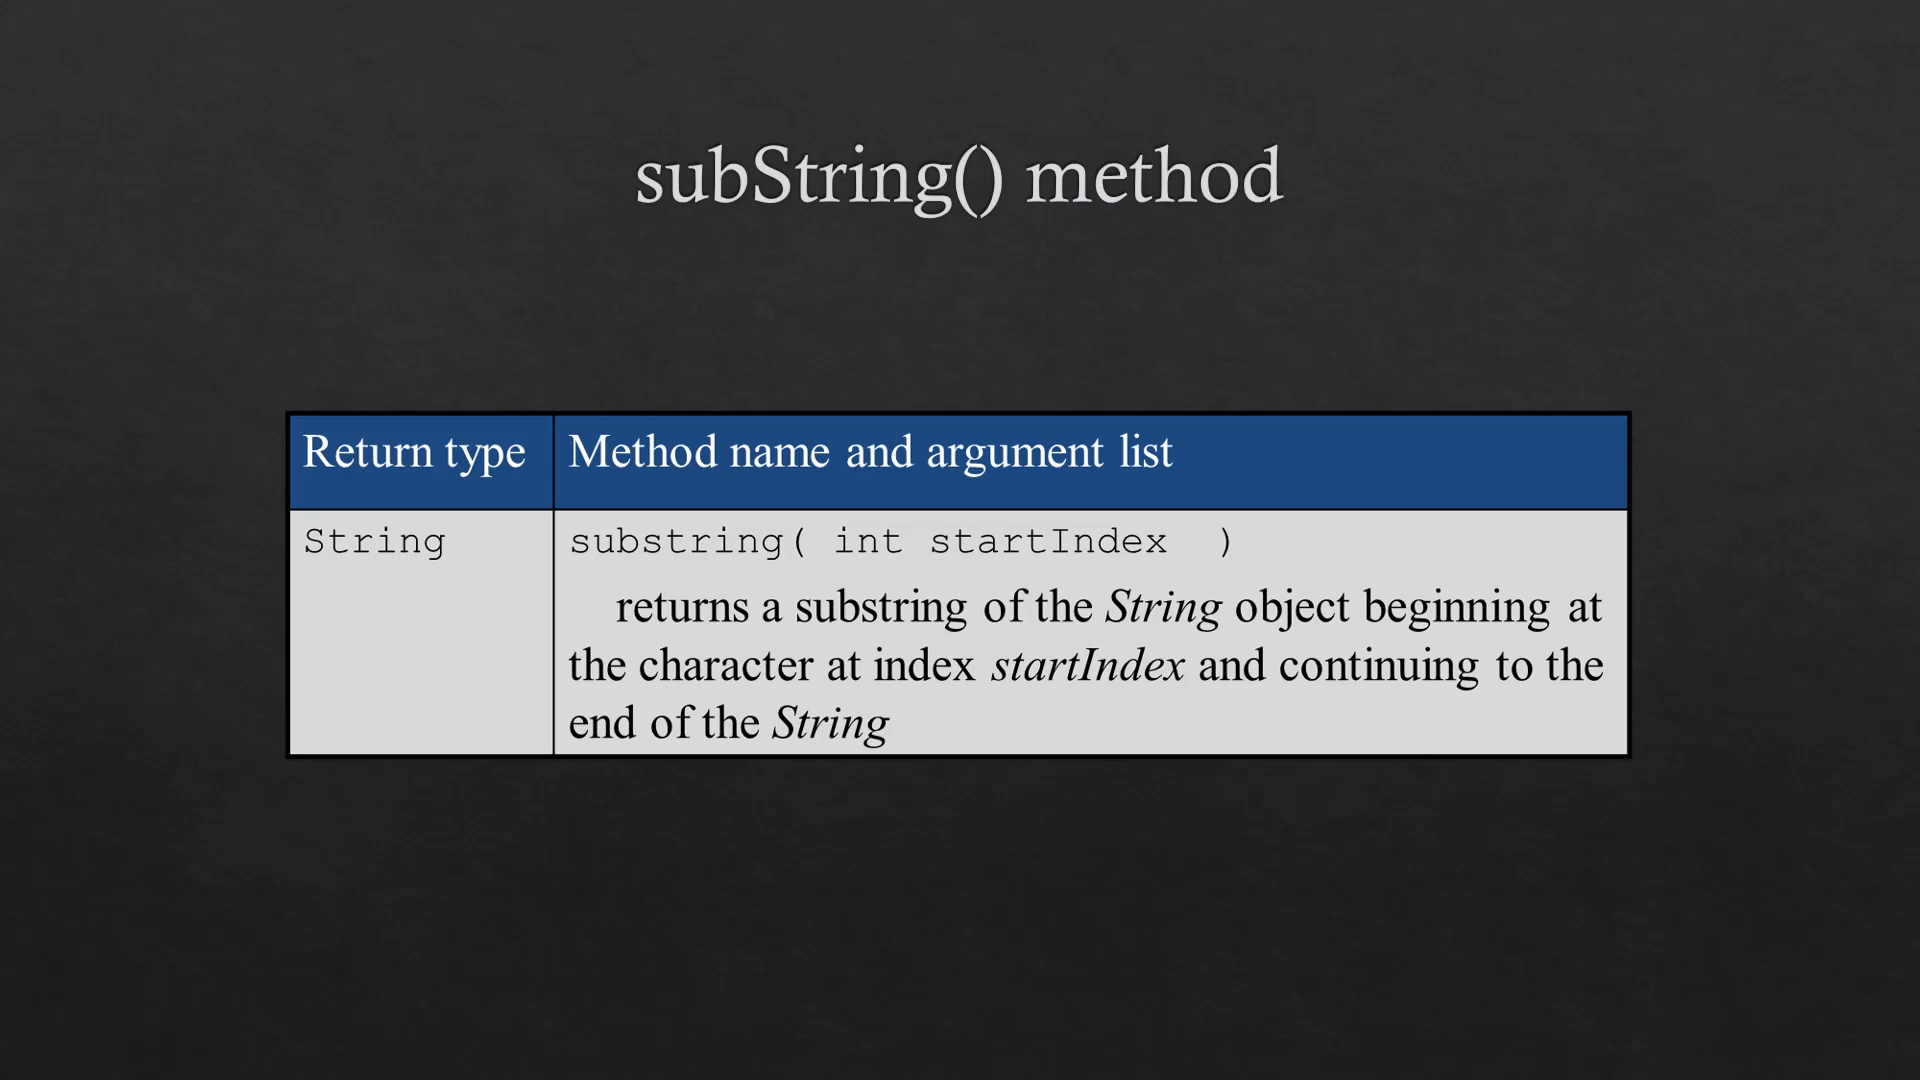 subString() method
Return type
Method name and argument list
String
substring( int startIndex  )
returns a substring of the String object beginning at
the character at index startIndex and continuing to the
end of the String